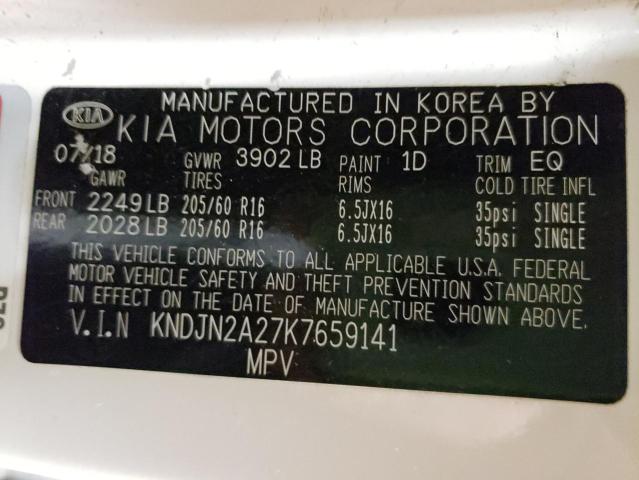 KIA MANUFACTURED IN KOREA BY
KIA MOTORS CORPORATION
07/18 GVWR 3902 LB PAINT 1D TRIM EQ
GAWR TIRES RIMS COLD TIRE INFL
FRONT 2249 LB 205/60 R16 6.5JX16 35psi SINGLE
REAR 2028 LB 205/60 R16 6.5JX16 35psi SINGLE
THIS VEHICLE CONFORMS TO ALL APPLICABLE U.S.A. FEDERAL
MOTOR VEHICLE SAFETY AND THEFT PREVENTION STANDARDS
IN EFFECT ON THE DATE OF MANUFACTURE SHOWN ABOVE.
V.I.N KNDJN2A27K7659141
MPV